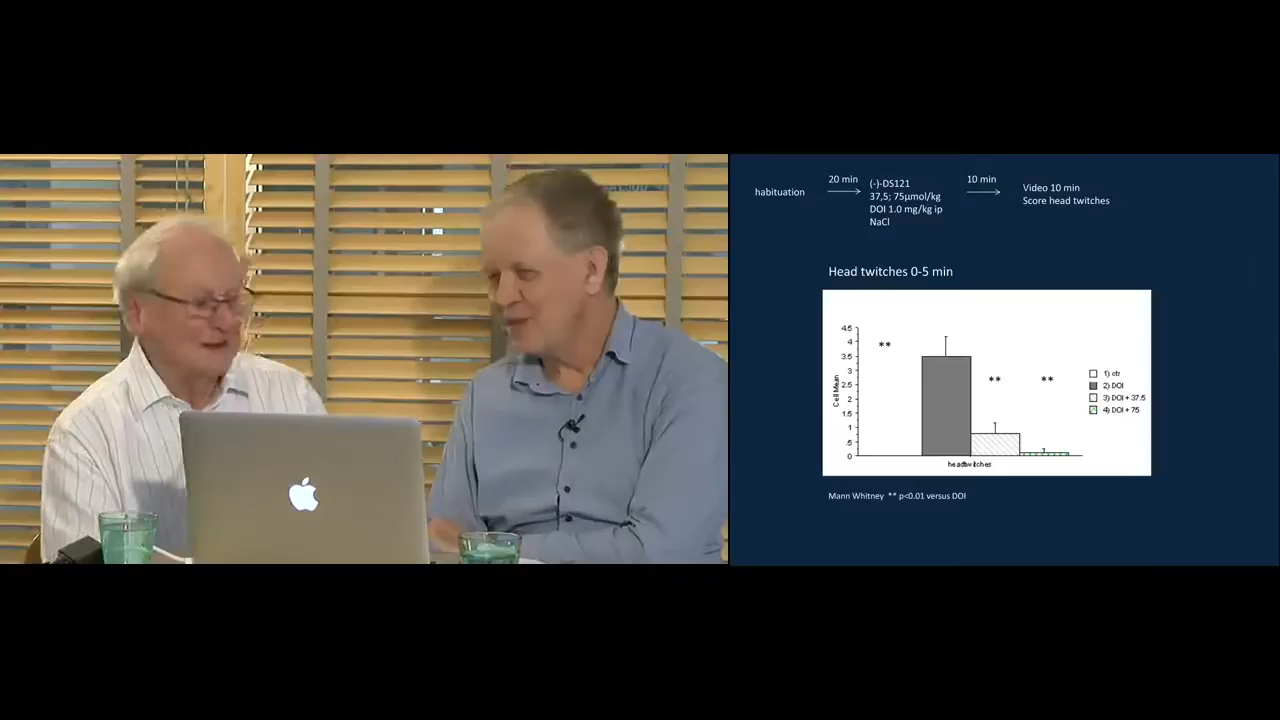 habituation
20 min
(-)-DS121
37,5; 75µmol/kg
DOI 1.0 mg/kg ip
NaCl
10 min
Video 10 min
Score head twitches
Head twitches 0-5 min
4.5
4
3.5
3
2.5
2
1.5
1
.5
0
Cell Mean
**
**
**
1) ctr
2) DOI
3) DOI + 37.5
4) DOI + 75
Mann Whitney ** p<0.01 versus DOI